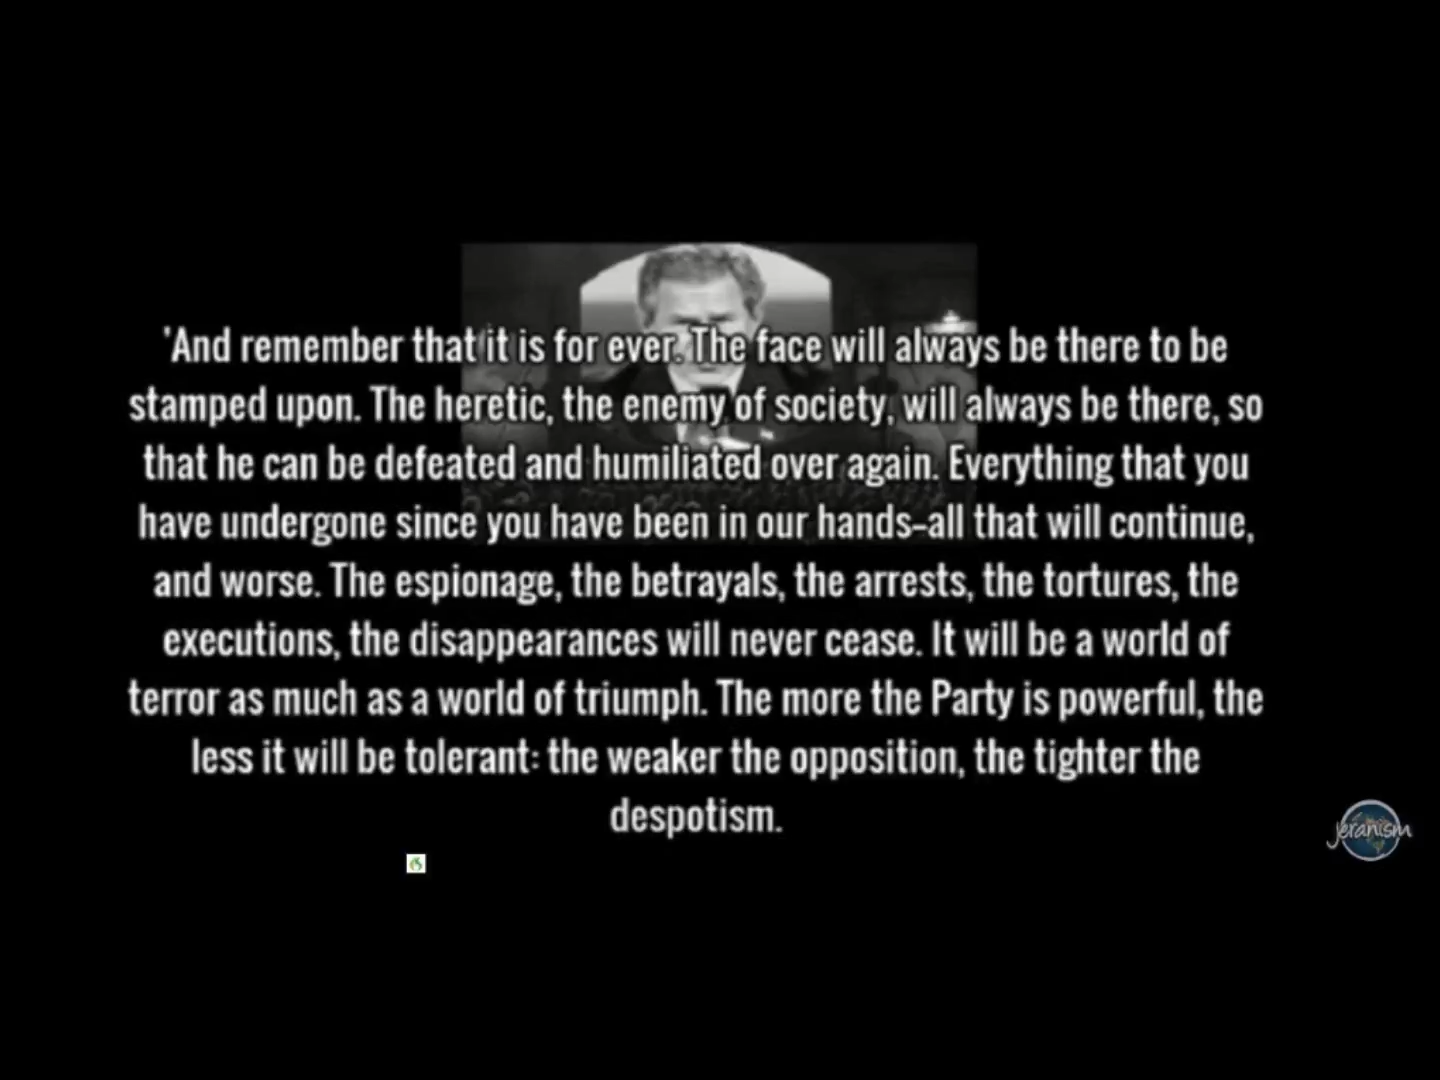 'And remember that it is for ever. The face will always be there to be
stamped upon. The heretic, the enemy of society, will always be there, so
that he can be defeated and humiliated over again. Everything that you
have undergone since you have been in our hands–all that will continue,
and worse. The espionage, the betrayals, the arrests, the tortures, the
executions, the disappearances will never cease. It will be a world of
terror as much as a world of triumph. The more the Party is powerful, the
less it will be tolerant: the weaker the opposition, the tighter the
despotism.
jeranism